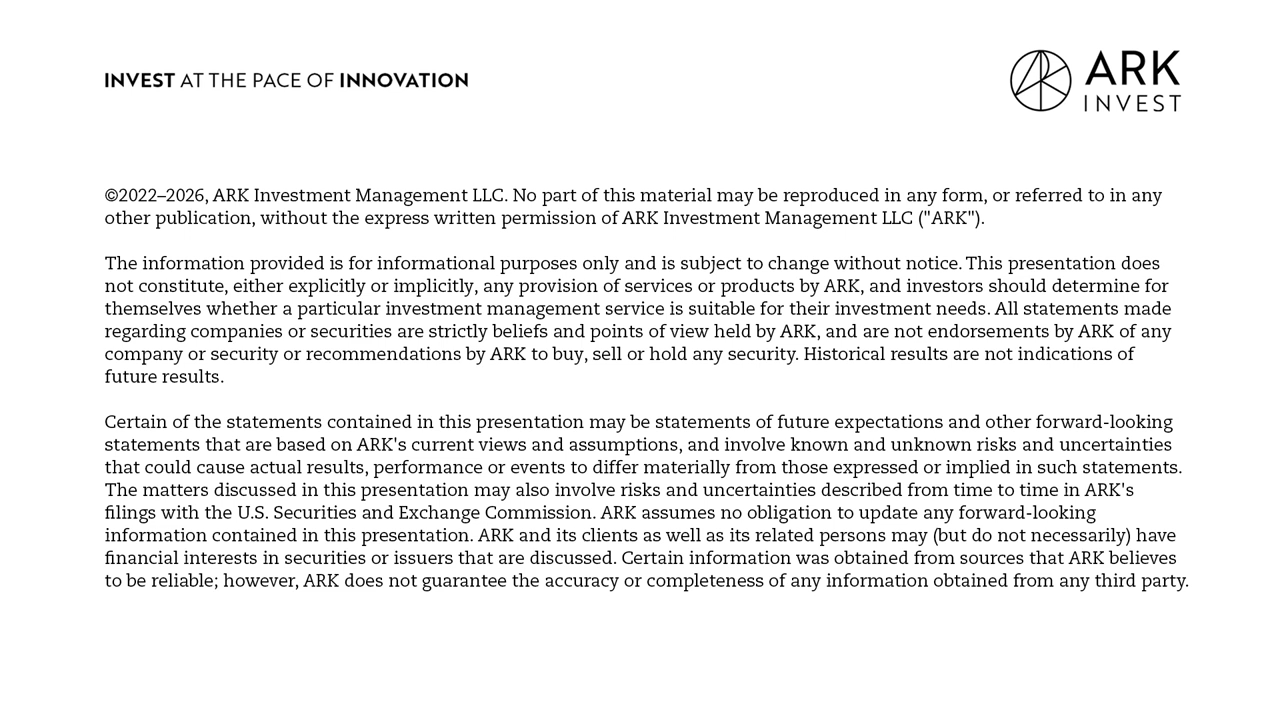 INVEST AT THE PACE OF INNOVATION
ARK
INVEST
©2022–2026, ARK Investment Management LLC. No part of this material may be reproduced in any form, or referred to in any
other publication, without the express written permission of ARK Investment Management LLC ("ARK").
The information provided is for informational purposes only and is subject to change without notice. This presentation does
not constitute, either explicitly or implicitly, any provision of services or products by ARK, and investors should determine for
themselves whether a particular investment management service is suitable for their investment needs. All statements made
regarding companies or securities are strictly beliefs and points of view held by ARK, and are not endorsements by ARK of any
company or security or recommendations by ARK to buy, sell or hold any security. Historical results are not indications of
future results.
Certain of the statements contained in this presentation may be statements of future expectations and other forward-looking
statements that are based on ARK's current views and assumptions, and involve known and unknown risks and uncertainties
that could cause actual results, performance or events to differ materially from those expressed or implied in such statements.
The matters discussed in this presentation may also involve risks and uncertainties described from time to time in ARK's
filings with the U.S. Securities and Exchange Commission. ARK assumes no obligation to update any forward-looking
information contained in this presentation. ARK and its clients as well as its related persons may (but do not necessarily) have
financial interests in securities or issuers that are discussed. Certain information was obtained from sources that ARK believes
to be reliable; however, ARK does not guarantee the accuracy or completeness of any information obtained from any third party.